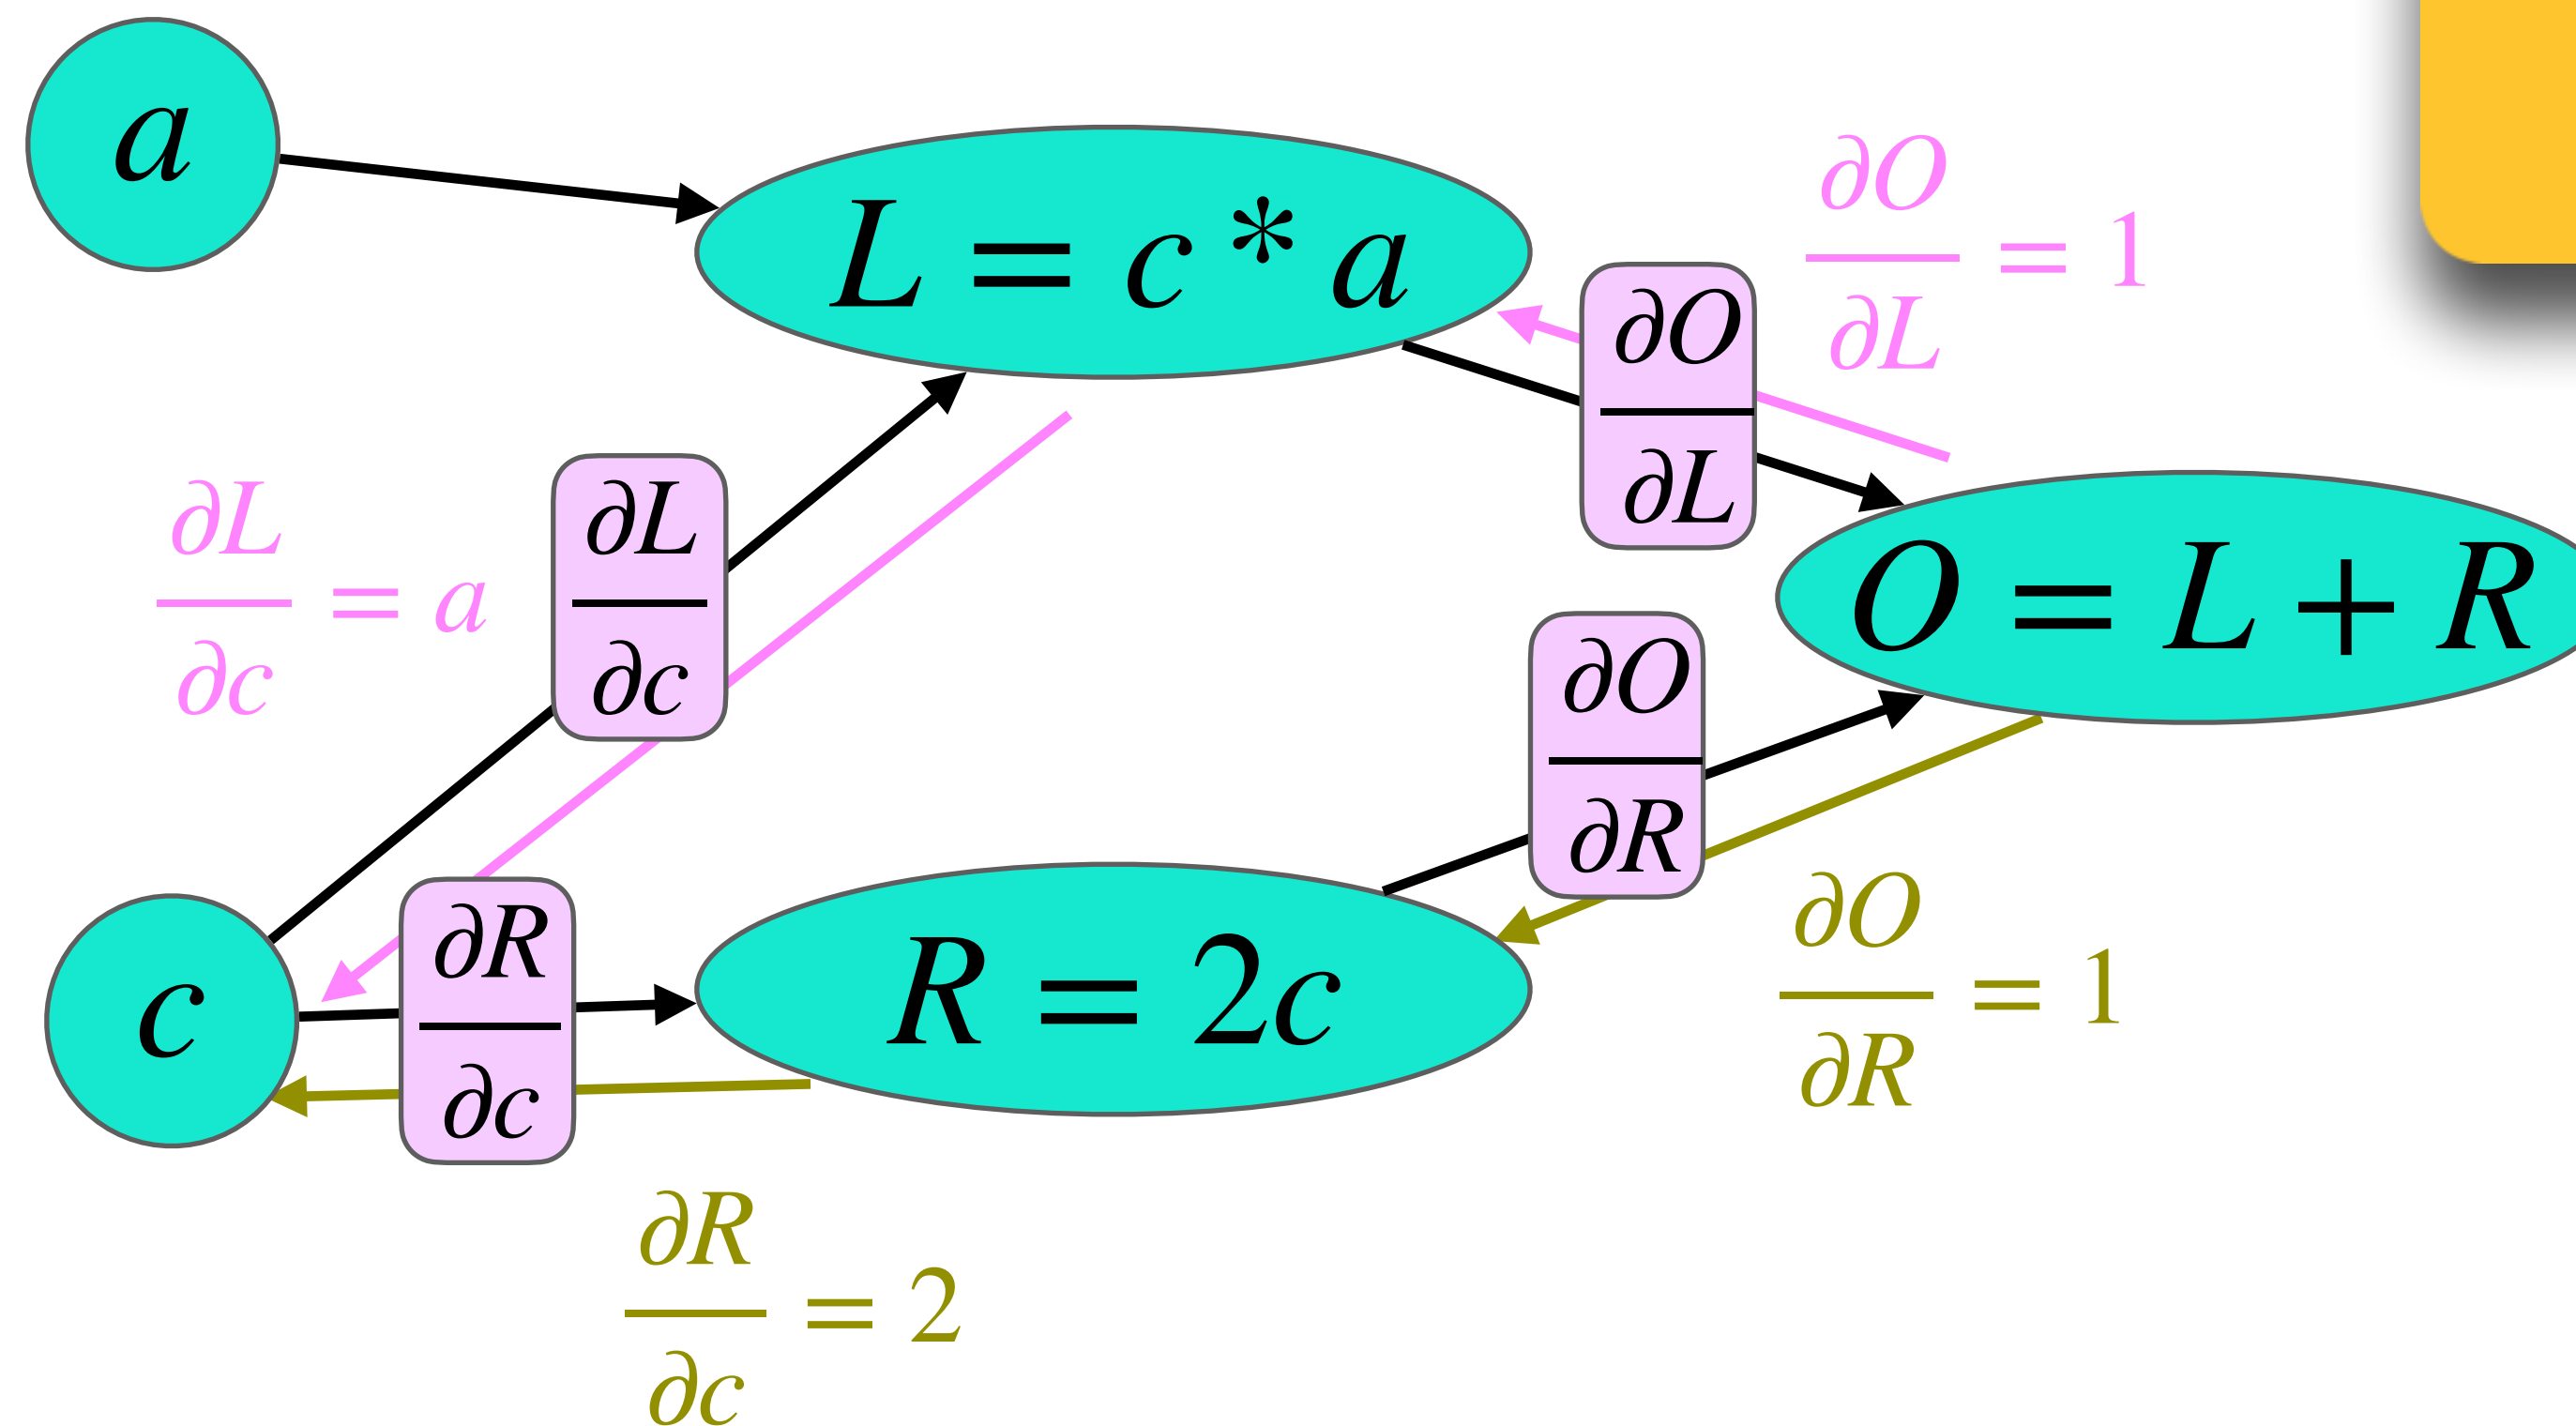 a
L = c * a
∂O/∂L = 1
∂O/∂L
∂L/∂c = a
∂L/∂c
O = L + R
∂O/∂R
c
∂R/∂c
R = 2c
∂O/∂R = 1
∂R/∂c = 2